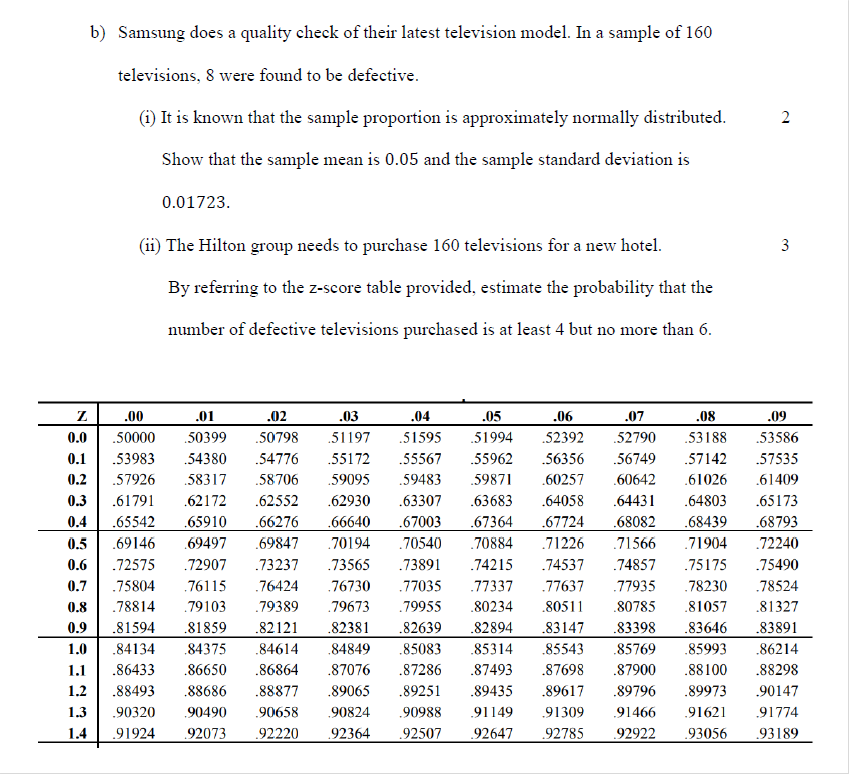 b) Samsung does a quality check of their latest television model. In a sample of 160
televisions, 8 were found to be defective.
(i) It is known that the sample proportion is approximately normally distributed. 2
Show that the sample mean is 0.05 and the sample standard deviation is
0.01723.
(ii) The Hilton group needs to purchase 160 televisions for a new hotel. 3
By referring to the z-score table provided, estimate the probability that the
number of defective televisions purchased is at least 4 but no more than 6.
Z .00 .01 .02 .03 .04 .05 .06 .07 .08 .09
0.0 .50000 .50399 .50798 .51197 .51595 .51994 .52392 .52790 .53188 .53586
0.1 .53983 .54380 .54776 .55172 .55567 .55962 .56356 .56749 .57142 .57535
0.2 .57926 .58317 .58706 .59095 .59483 .59871 .60257 .60642 .61026 .61409
0.3 .61791 .62172 .62552 .62930 .63307 .63683 .64058 .64431 .64803 .65173
0.4 .65542 .65910 .66276 .66640 .67003 .67364 .67724 .68082 .68439 .68793
0.5 .69146 .69497 .69847 .70194 .70540 .70884 .71226 .71566 .71904 .72240
0.6 .72575 .72907 .73237 .73565 .73891 .74215 .74537 .74857 .75175 .75490
0.7 .75804 .76115 .76424 .76730 .77035 .77337 .77637 .77935 .78230 .78524
0.8 .78814 .79103 .79389 .79673 .79955 .80234 .80511 .80785 .81057 .81327
0.9 .81594 .81859 .82121 .82381 .82639 .82894 .83147 .83398 .83646 .83891
1.0 .84134 .84375 .84614 .84849 .85083 .85314 .85543 .85769 .85993 .86214
1.1 .86433 .86650 .86864 .87076 .87286 .87493 .87698 .87900 .88100 .88298
1.2 .88493 .88686 .88877 .89065 .89251 .89435 .89617 .89796 .89973 .90147
1.3 .90320 .90490 .90658 .90824 .90988 .91149 .91309 .91466 .91621 .91774
1.4 .91924 .92073 .92220 .92364 .92507 .92647 .92785 .92922 .93056 .93189